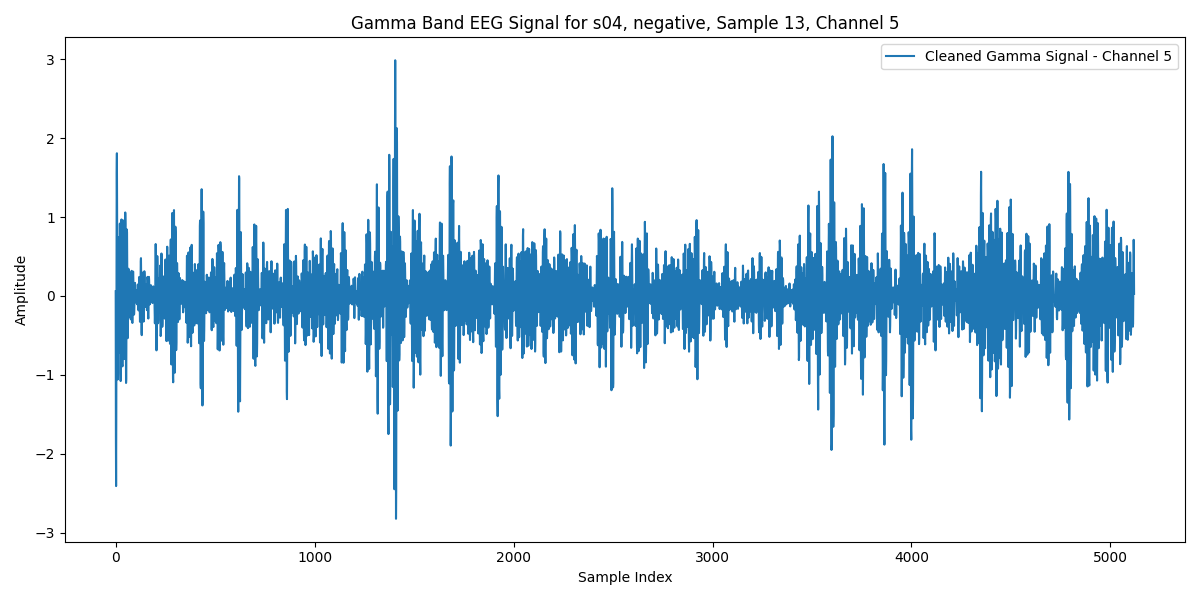 Gamma Band EEG Signal for s04, negative, Sample 13, Channel 5
Cleaned Gamma Signal - Channel 5
Amplitude
3
2
1
0
−1
−2
−3
0 1000 2000 3000 4000 5000
Sample Index